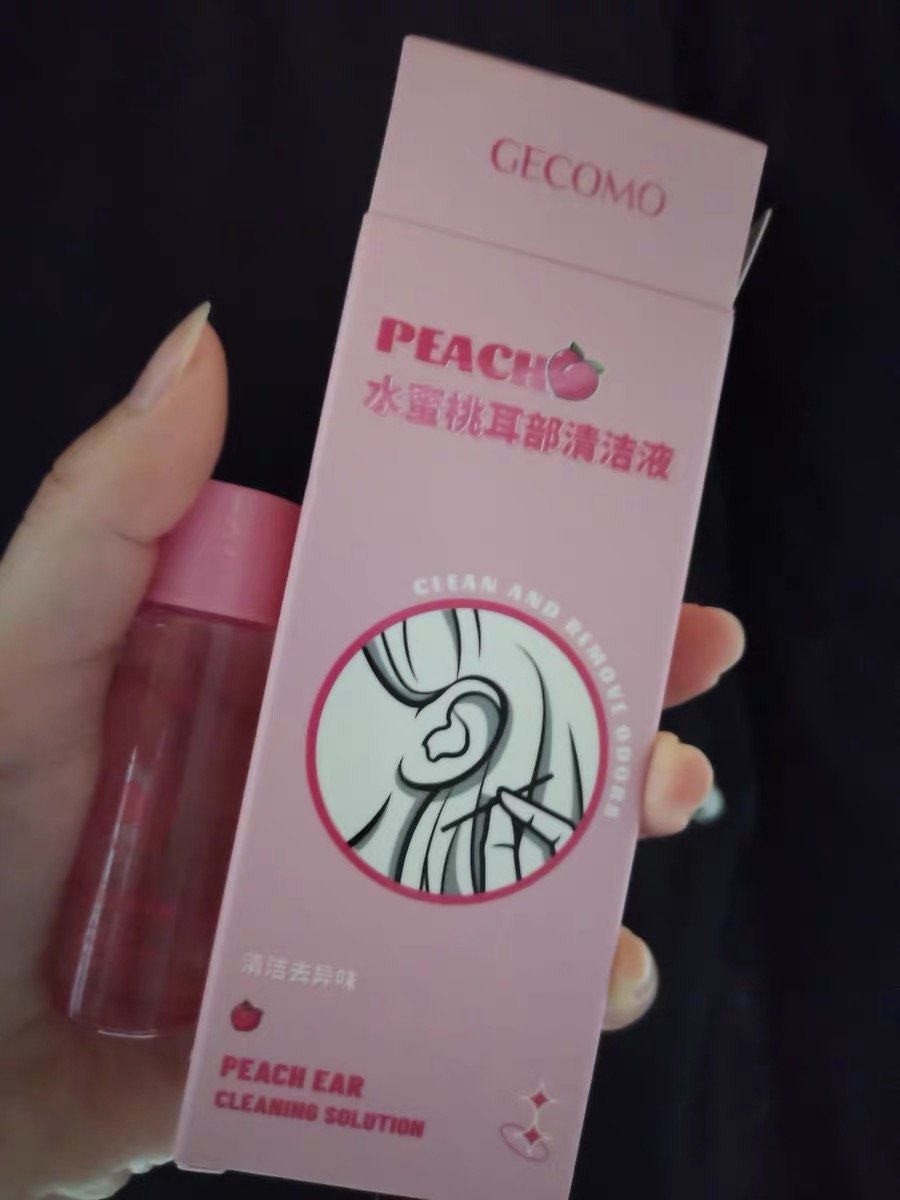 GECOMO
PEACH
水蜜桃耳部清洁液
CLEAN AND REMOVE ODORS
清洁去异味
PEACH EAR
CLEANING SOLUTION